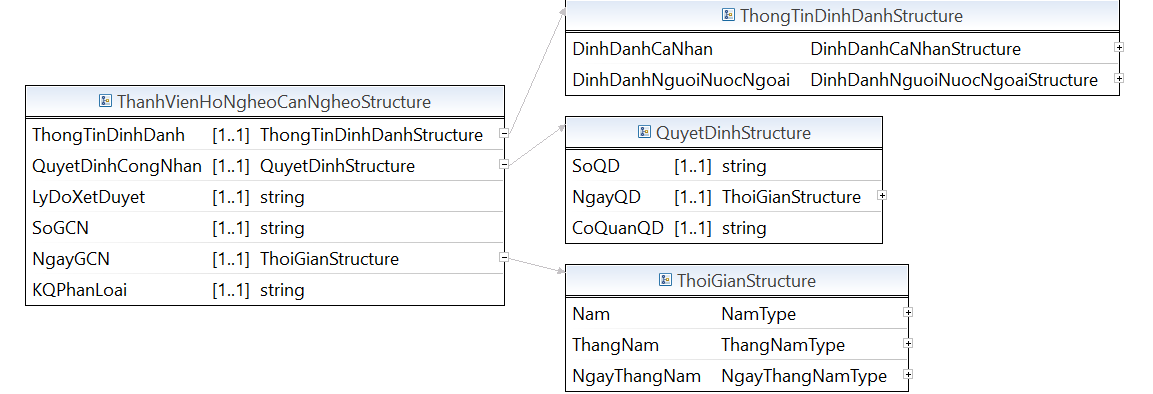 ThanhVienHoNgheoCanNgheoStructure
ThongTinDinhDanh [1..1] ThongTinDinhDanhStructure
QuyetDinhCongNhan [1..1] QuyetDinhStructure
LyDoXetDuyet [1..1] string
SoGCN [1..1] string
NgayGCN [1..1] ThoiGianStructure
KQPhanLoai [1..1] string
ThongTinDinhDanhStructure
DinhDanhCaNhan DinhDanhCaNhanStructure
DinhDanhNguoiNuocNgoai DinhDanhNguoiNuocNgoaiStructure
QuyetDinhStructure
SoQD [1..1] string
NgayQD [1..1] ThoiGianStructure
CoQuanQD [1..1] string
ThoiGianStructure
Nam NamType
ThangNam ThangNamType
NgayThangNam NgayThangNamType